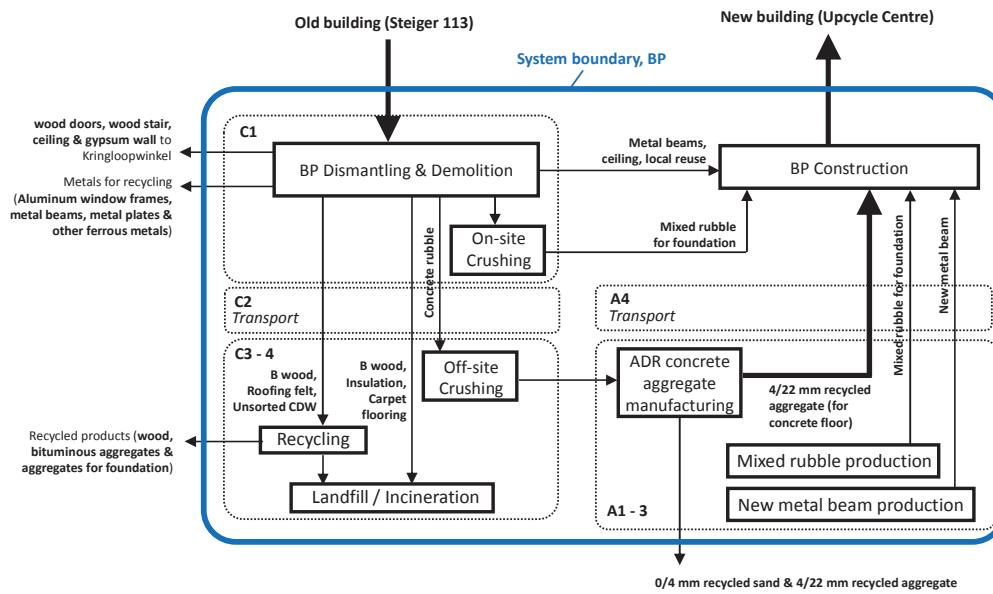 Old building (Steiger 113)
New building (Upcycle Centre)
System boundary, BP
C1
wood doors, wood stair,
ceiling & gypsum wall to
Kringloopwinkel
Metals for recycling
(Aluminum window frames,
metal beams, metal plates &
other ferrous metals)
BP Dismantling & Demolition
Metal beams,
ceiling, local reuse
BP Construction
On-site
Crushing
Mixed rubble
for foundation
Concrete rubble
Mixed rubble for foundation
New metal beam
C2
Transport
A4
Transport
C3 - 4
B wood,
Roofing felt,
Unsorted CDW
B wood,
Insulation,
Carpet
flooring
Off-site
Crushing
ADR concrete
aggregate
manufacturing
4/22 mm recycled
aggregate (for
concrete floor)
Recycled products (wood,
bituminous aggregates &
aggregates for foundation)
Recycling
Landfill / Incineration
Mixed rubble production
New metal beam production
A1 - 3
0/4 mm recycled sand & 4/22 mm recycled aggregate